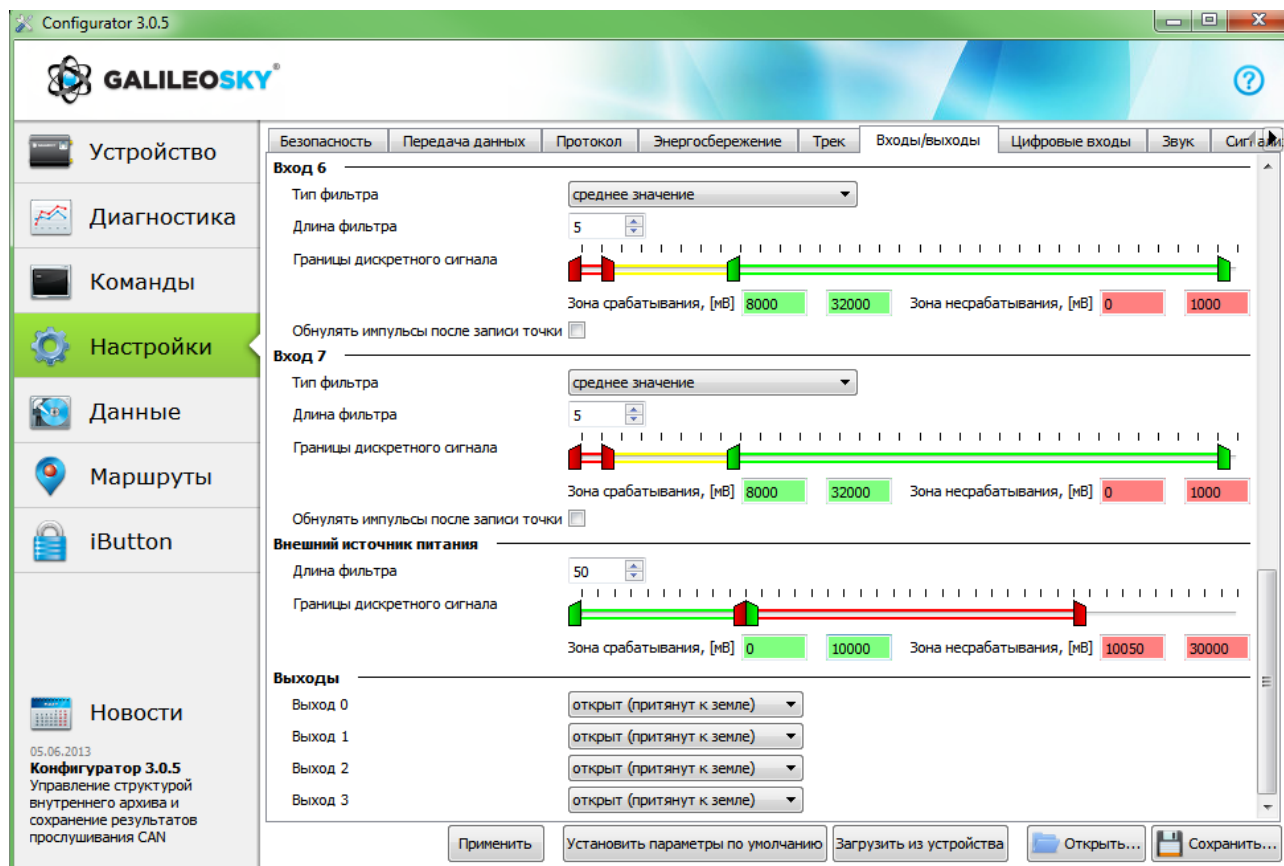 Configurator 3.0.5
GALILEOSKY®
?
Устройство
Диагностика
Команды
Настройки
Данные
Маршруты
iButton
Новости
05.06.2013
Конфигуратор 3.0.5
Управление структурой
внутреннего архива и
сохранение результатов
прослушивания CAN
Безопасность Передача данных Протокол Энергосбережение Трек Входы/выходы Цифровые входы Звук
Вход 6
Тип фильтра среднее значение
Длина фильтра 5
Границы дискретного сигнала
Зона срабатывания, [мВ] 8000 32000 Зона несрабатывания, [мВ] 0 1000
Обнулять импульсы после записи точки
Вход 7
Тип фильтра среднее значение
Длина фильтра 5
Границы дискретного сигнала
Зона срабатывания, [мВ] 8000 32000 Зона несрабатывания, [мВ] 0 1000
Обнулять импульсы после записи точки
Внешний источник питания
Длина фильтра 50
Границы дискретного сигнала
Зона срабатывания, [мВ] 0 10000 Зона несрабатывания, [мВ] 10050 30000
Выходы
Выход 0 открыт (притянут к земле)
Выход 1 открыт (притянут к земле)
Выход 2 открыт (притянут к земле)
Выход 3 открыт (притянут к земле)
Применить Установить параметры по умолчанию Загрузить из устройства Открыть... Сохранить...